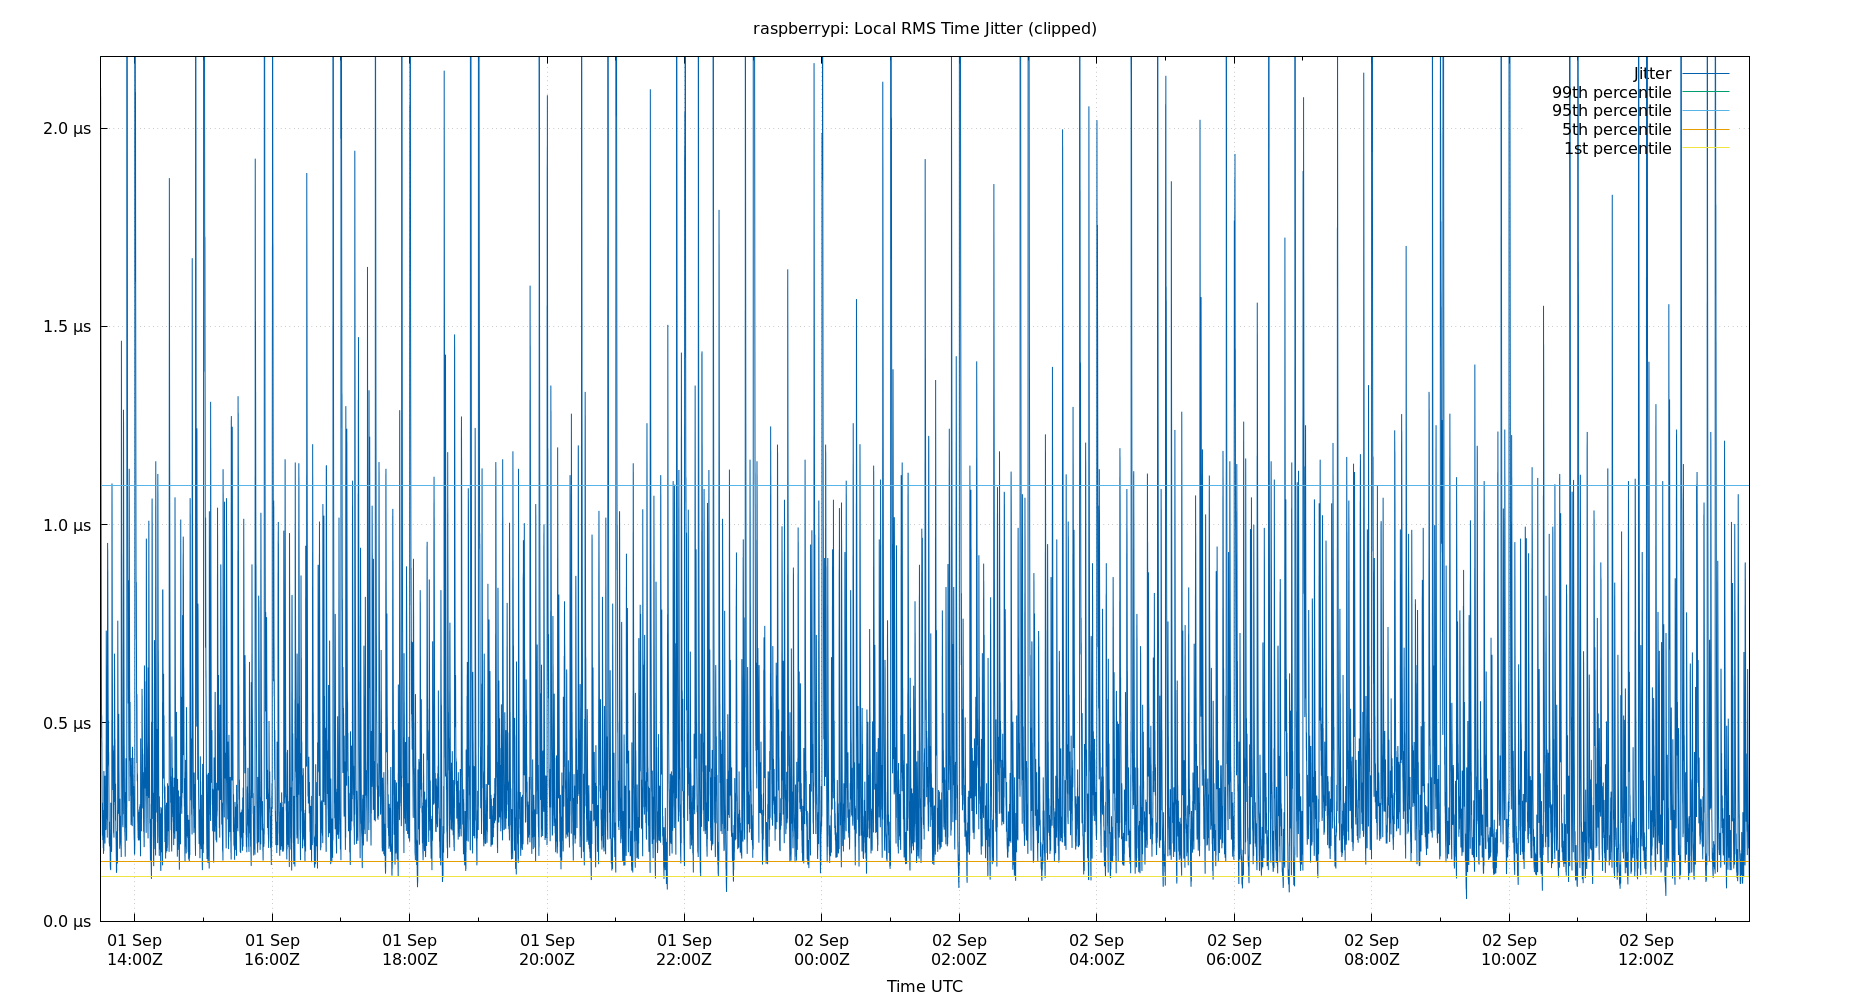 raspberrypi: Local RMS Time Jitter (clipped)
Jitter
99th percentile
95th percentile
5th percentile
1st percentile
2.0 µs
1.5 µs
1.0 µs
0.5 µs
0.0 µs
01 Sep 01 Sep 01 Sep 01 Sep 01 Sep 02 Sep 02 Sep 02 Sep 02 Sep 02 Sep 02 Sep 02 Sep
14:00Z 16:00Z 18:00Z 20:00Z 22:00Z 00:00Z 02:00Z 04:00Z 06:00Z 08:00Z 10:00Z 12:00Z
Time UTC